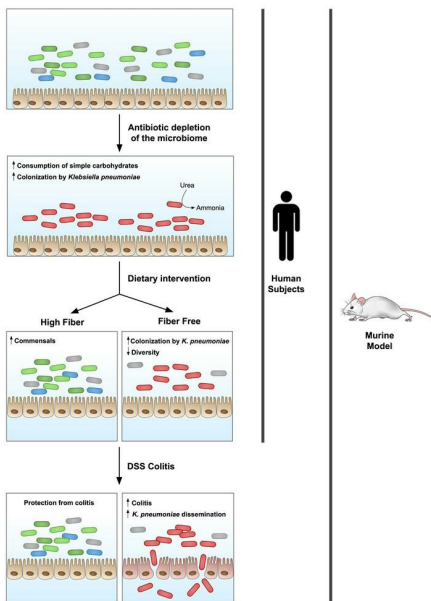 Antibiotic depletion
of the microbiome
↑ Consumption of simple carbohydrates
↑ Colonization by Klebsiella pneumoniae
Urea
Ammonia
Dietary intervention
High Fiber
Fiber Free
↑ Commensals
↑ Colonization by K. pneumoniae
↓ Diversity
DSS Colitis
Protection from colitis
↑ Colitis
↑ K. pneumoniae dissemination
Human
Subjects
Murine
Model